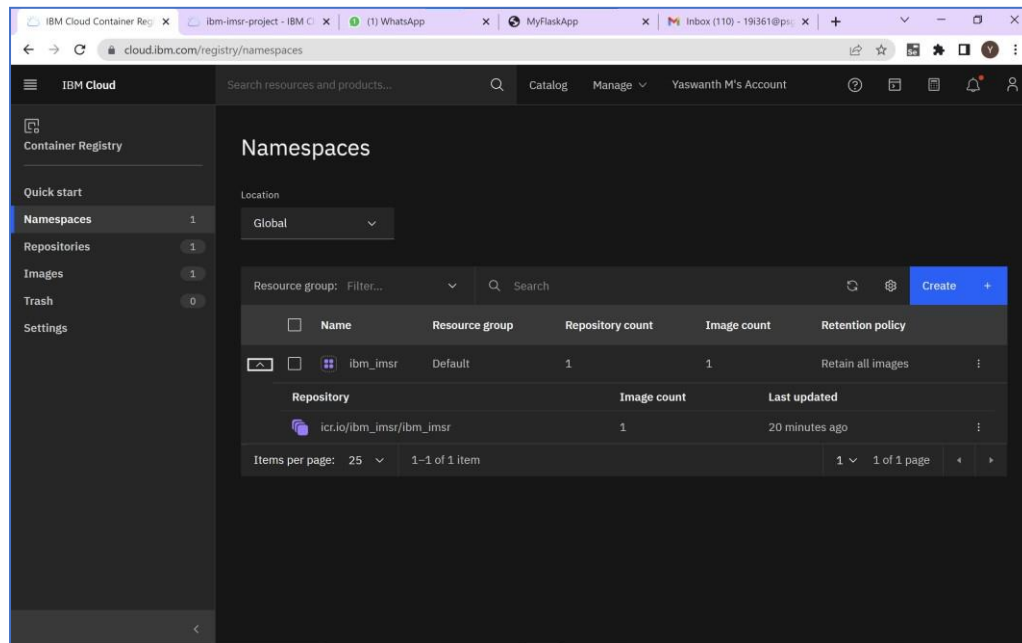 IBM Cloud Container Reg
ibm-imsr-project - IBM Cl
(1) WhatsApp
MyFlaskApp
Inbox (110) - 19i361@psg
cloud.ibm.com/registry/namespaces
Se
Y
IBM Cloud
Search resources and products...
Catalog
Manage
Yaswanth M's Account
Container Registry
Quick start
Namespaces 1
Repositories 1
Images 1
Trash 0
Settings
Namespaces
Location
Global
Resource group: Filter...
Search
Create +
Name Resource group Repository count Image count Retention policy
ibm_imsr Default 1 1 Retain all images
Repository Image count Last updated
icr.io/ibm_imsr/ibm_imsr 1 20 minutes ago
Items per page: 25 1–1 of 1 item 1 1 of 1 page